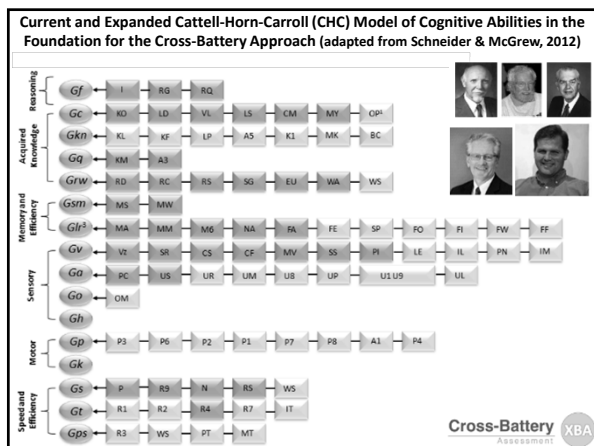 Current and Expanded Cattell-Horn-Carroll (CHC) Model of Cognitive Abilities in the
Foundation for the Cross-Battery Approach (adapted from Schneider & McGrew, 2012)
Reasoning
Gf I RG RQ
Acquired Knowledge
Gc KO LD VL LS CM MY OP
Gkn KL KF LP A5 K1 MK BC
Gq KM A3
Grw RD RC RS SG EU WA WS
Memory and Efficiency
Gsm MS MW
Glr MA MM M6 NA FA FE SP FO FI FW FF
Sensory
Gv Vz SR CS CF MV SS PI LE IL PN IM
Ga PC US UR UM U8 UP U1 U9 UL
Go OM
Gh
Motor
Gp P3 P6 P2 P1 P7 P8 A1 P4
Gk
Speed and Efficiency
Gs P R9 N R5 WS
Gt R1 R2 R4 R7 IT
Gps R3 WS PT MT
Cross-Battery
Assessment
XBA